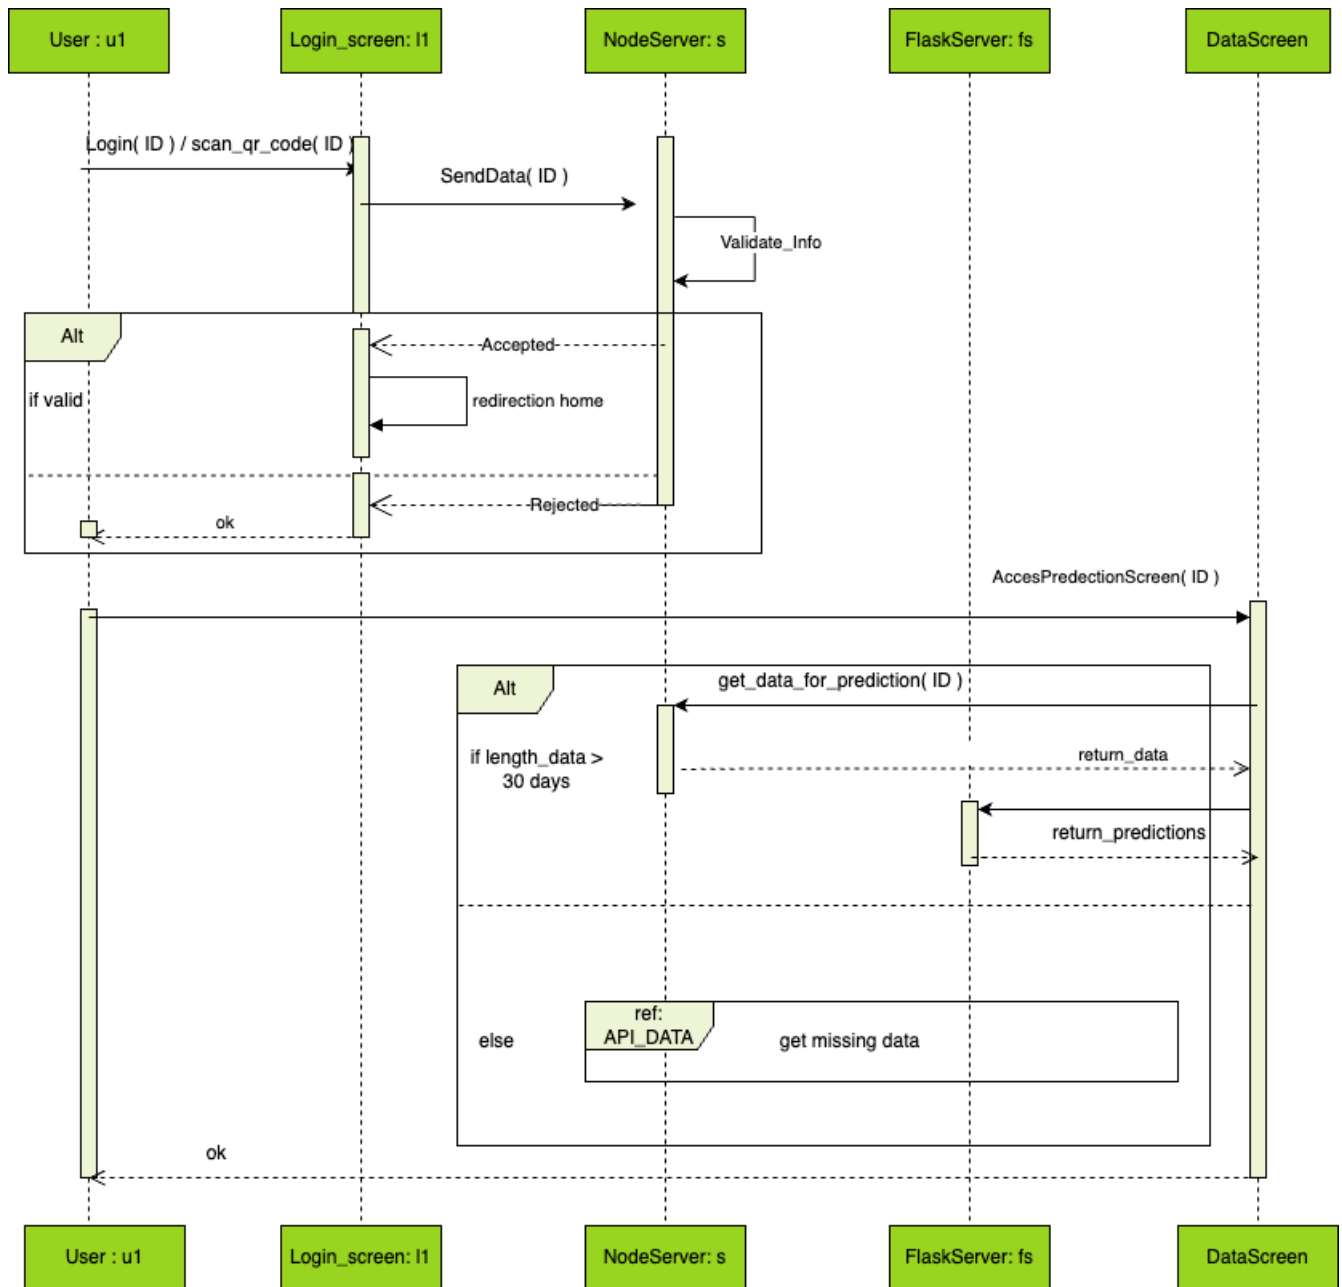 User : u1
Login_screen: l1
NodeServer: s
FlaskServer: fs
DataScreen
Login( ID ) / scan_qr_code( ID )
SendData( ID )
Validate_Info
Alt
Accepted
if valid
redirection home
Rejected
ok
AccesPredectionScreen( ID )
Alt
get_data_for_prediction( ID )
if length_data >
30 days
return_data
return_predictions
ref:
API_DATA
else
get missing data
ok
User : u1
Login_screen: l1
NodeServer: s
FlaskServer: fs
DataScreen